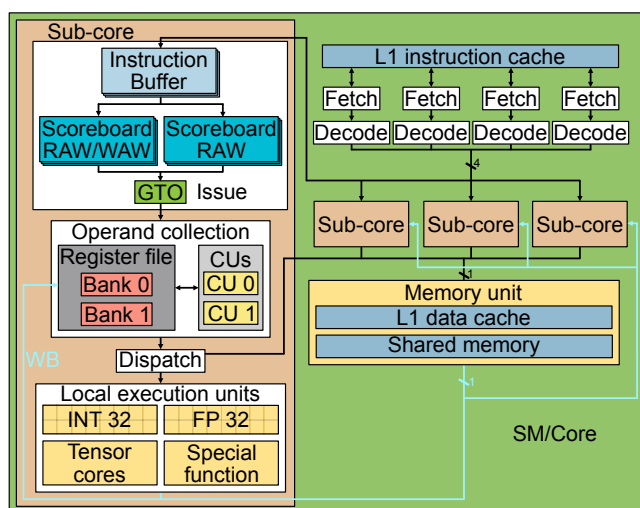 Sub-core
Instruction
Buffer
Scoreboard
RAW/WAW
Scoreboard
RAW
GTO
Issue
Operand collection
Register file
Bank 0
Bank 1
CUs
CU 0
CU 1
WB
Dispatch
Local execution units
INT 32
FP 32
Tensor
cores
Special
function
L1 instruction cache
Fetch
Fetch
Fetch
Fetch
Decode
Decode
Decode
Decode
4
Sub-core
Sub-core
Sub-core
1
Memory unit
L1 data cache
Shared memory
1
SM/Core